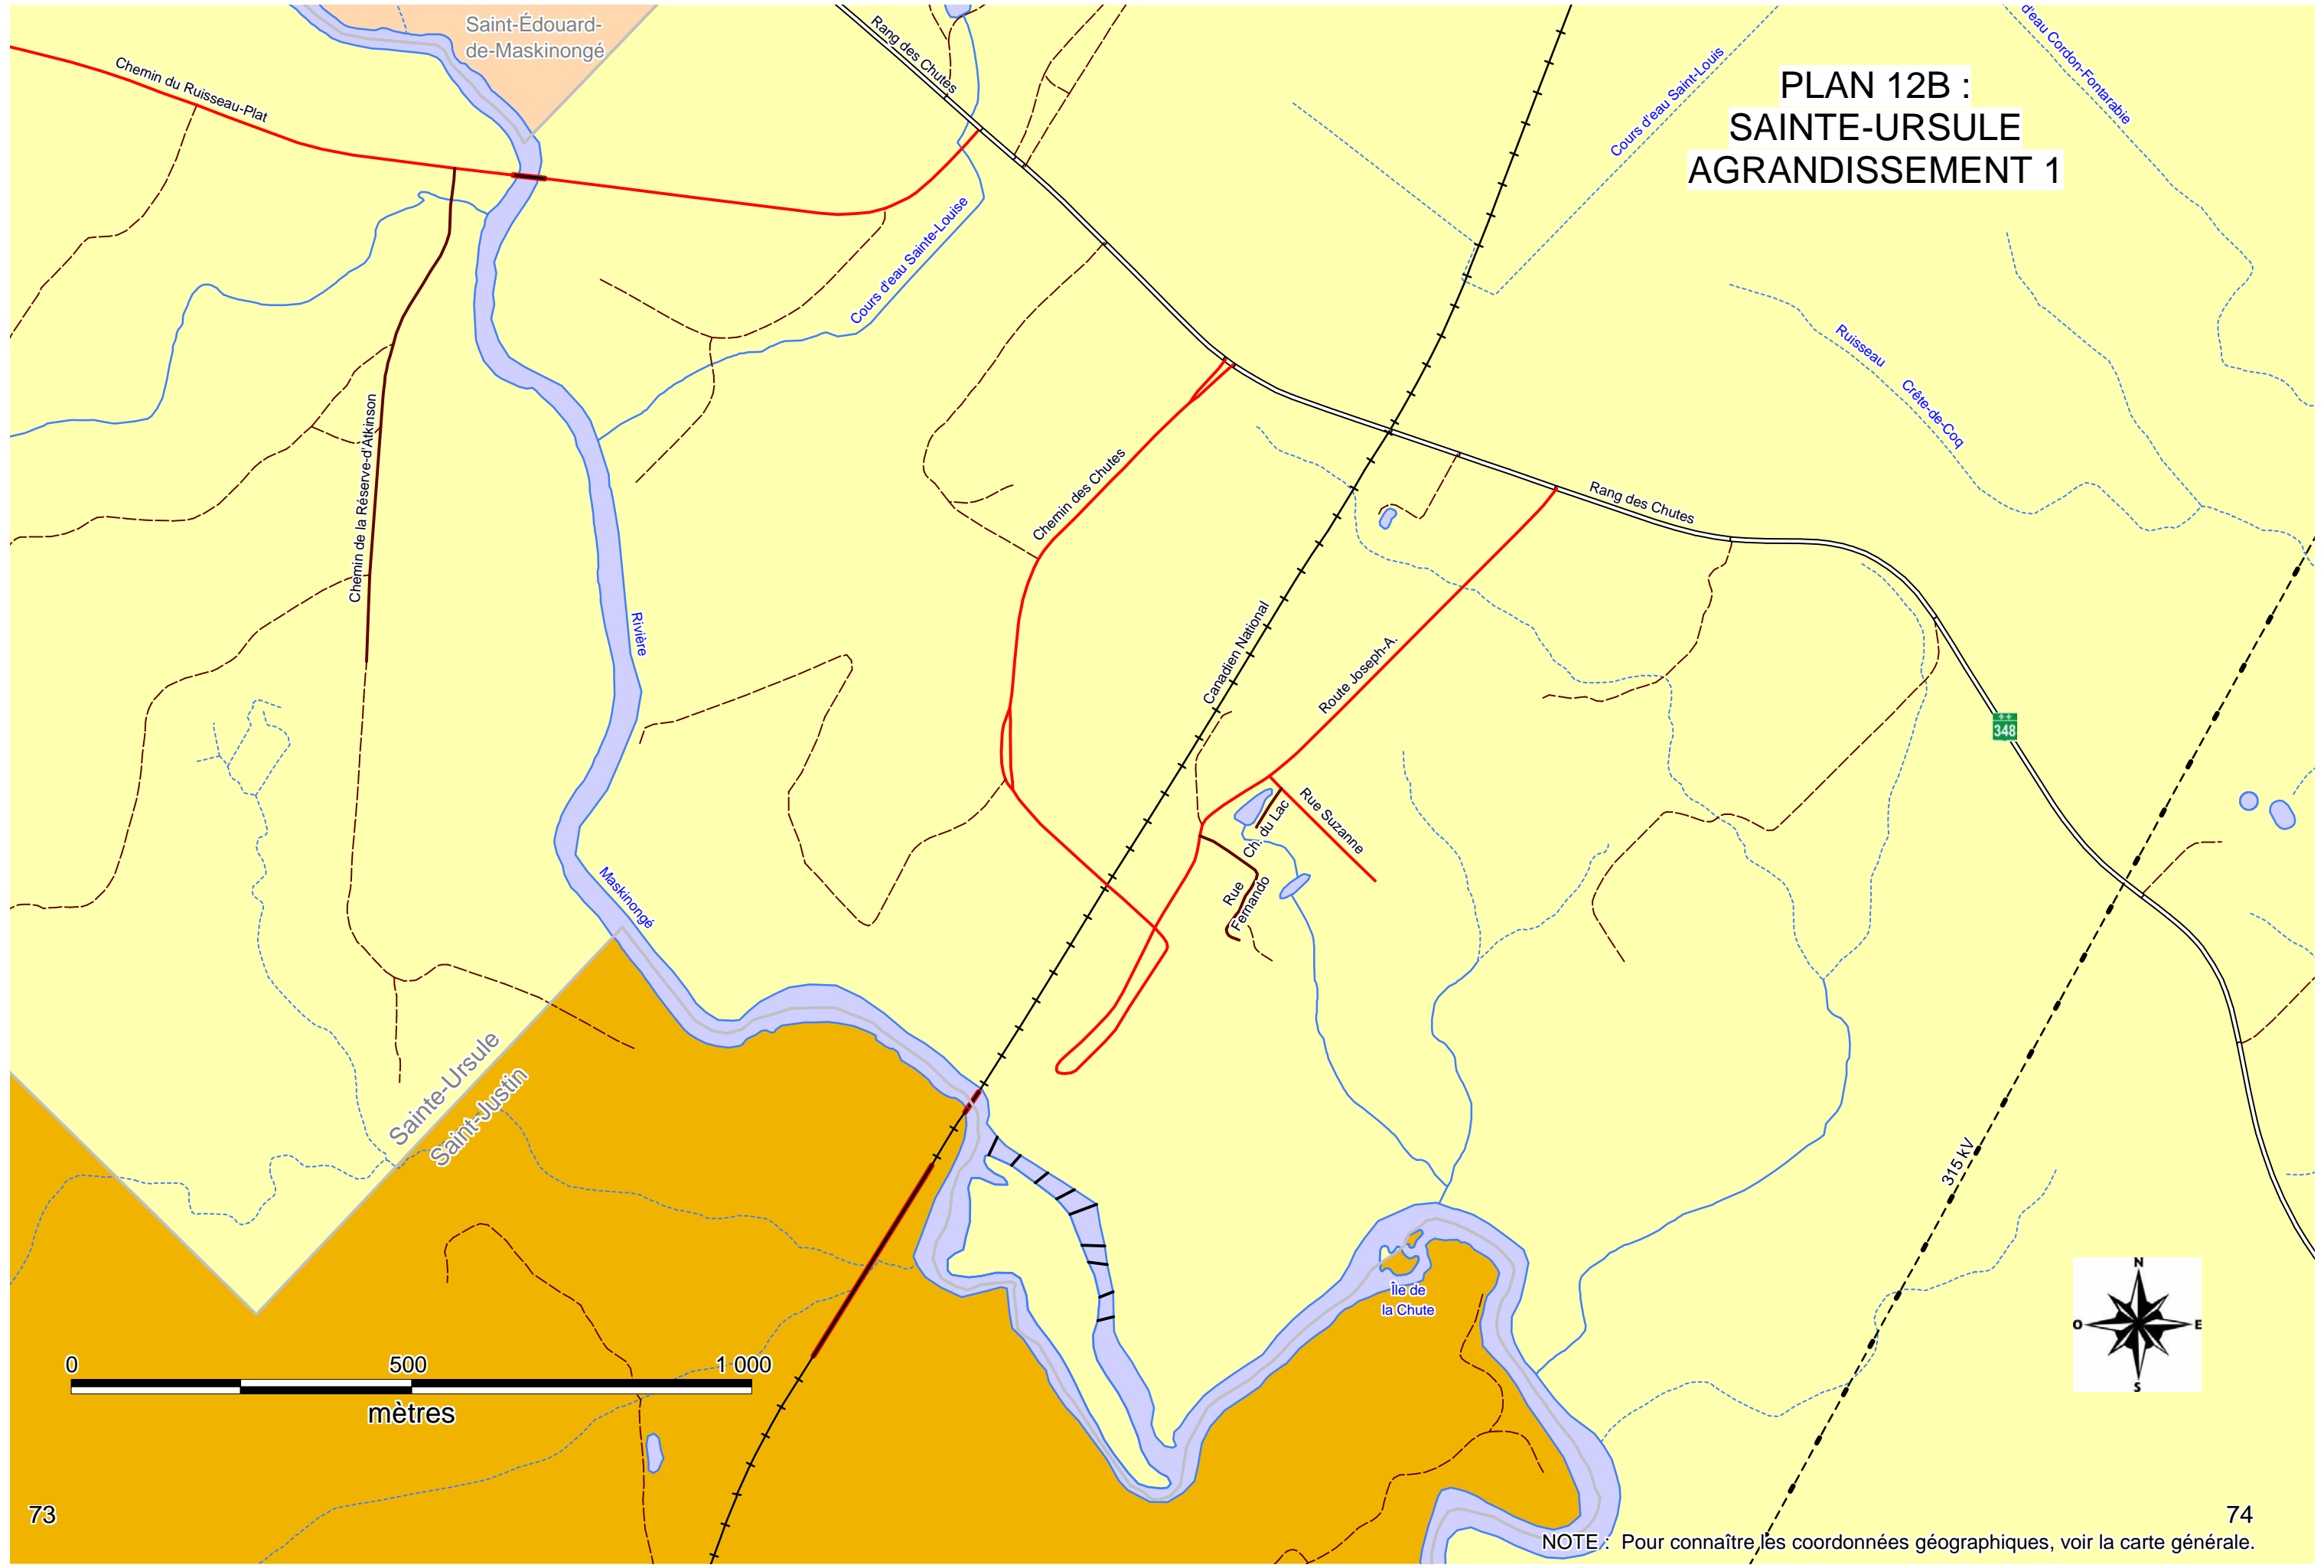 Saint-Édouard-
de-Maskinongé
Rang des Chutes
Chemin du Ruisseau-Plat
Cours d'eau Saint-Louis
d'eau Cordon-Fontarabie
PLAN 12B :
SAINTE-URSULE
AGRANDISSEMENT 1
Cours d'eau Sainte-Louise
Ruisseau
Crête-de-Coq
Chemin de la Réserve-d'Atkinson
Chemin des Chutes
Rang des Chutes
Rivière
Canadien National
Route Joseph-A.
348
Rue Suzanne
Ch. du Lac
Rue
Fernando
Maskinongé
Sainte-Ursule
Saint-Justin
315 kV
Île de
la Chute
N
O
E
S
0 500 1 000
mètres
73
74
NOTE : Pour connaître les coordonnées géographiques, voir la carte générale.